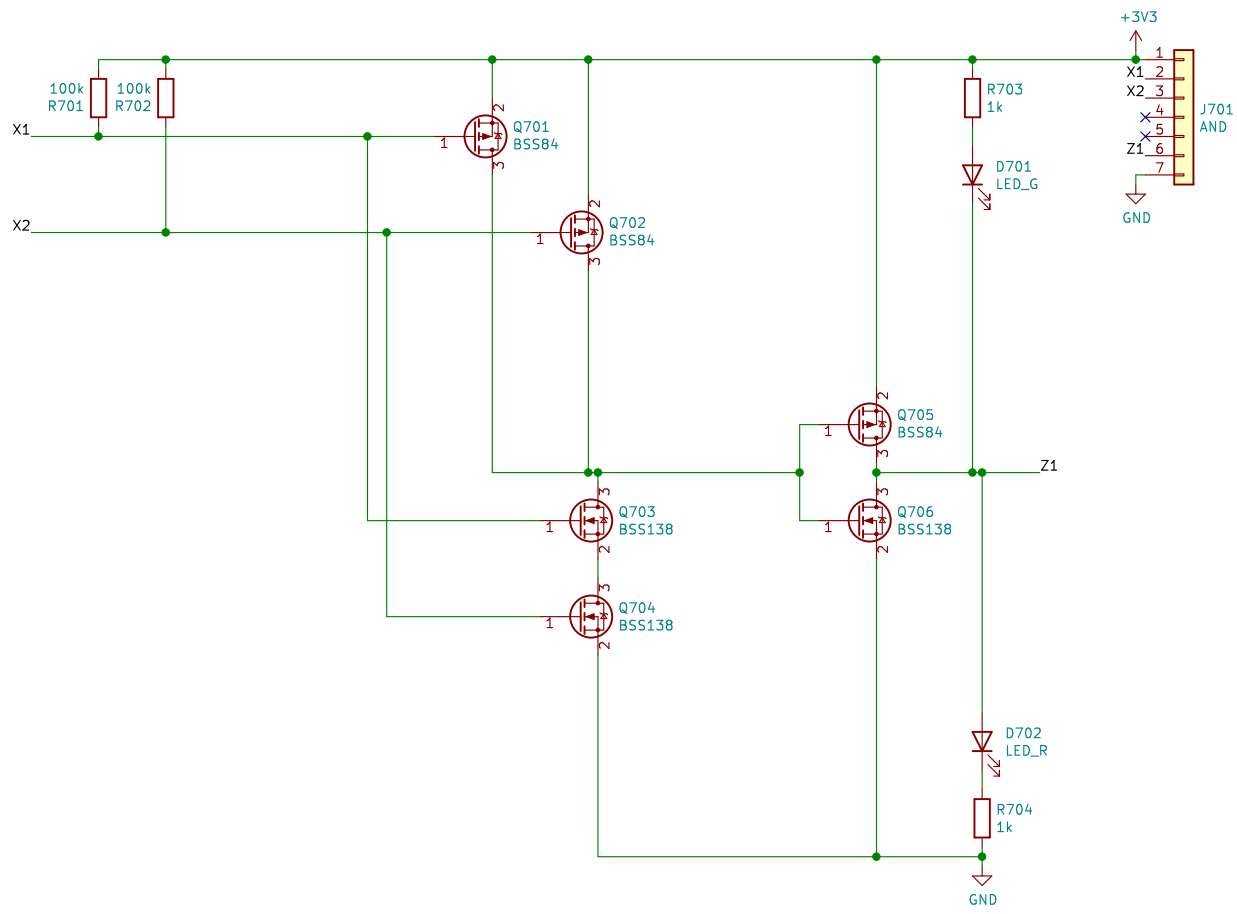 +3V3
1
X1 2
X2 3
4
5
Z1 6
7
J701
AND
GND
100k
R701
100k
R702
X1
1
2
3
Q701
BSS84
R703
1k
D701
LED_G
X2
1
2
3
Q702
BSS84
1
2
3
Q705
BSS84
Z1
3
1
2
Q703
BSS138
3
1
2
Q706
BSS138
3
1
2
Q704
BSS138
D702
LED_R
R704
1k
GND